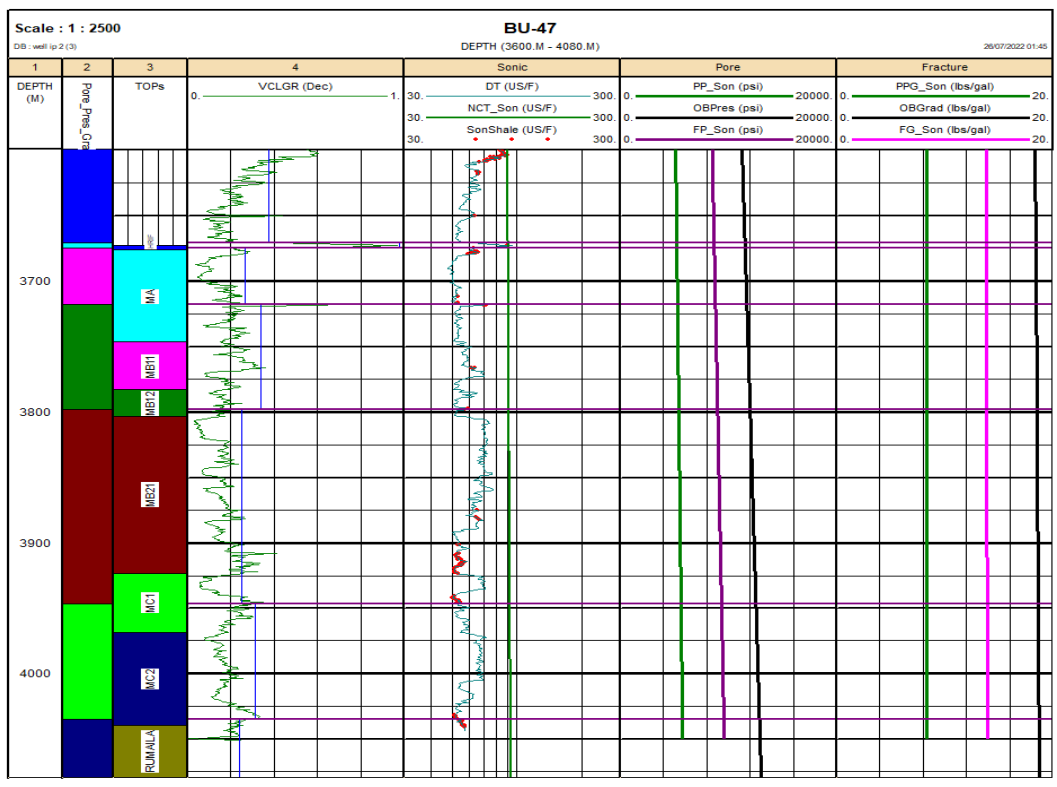 Scale : 1 : 2500
BU-47
DB : well ip 2 (3)
DEPTH (3600.M - 4080.M)
26/07/2022 01:45
1 2 3 4 Sonic Pore Fracture
DEPTH
(M)
Pore_Pres_Gra
TOPs
VCLGR (Dec)
0. 1.
DT (US/F)
30. 300.
NCT_Son (US/F)
30. 300.
SonShale (US/F)
30. 300.
PP_Son (psi)
0. 20000.
OBPres (psi)
0. 20000.
FP_Son (psi)
0. 20000.
PPG_Son (lbs/gal)
0. 20.
OBGrad (lbs/gal)
0. 20.
FG_Son (lbs/gal)
0. 20.
3700
3800
3900
4000
MA
MB11
MB12
MB21
MC1
MC2
RUMAILA